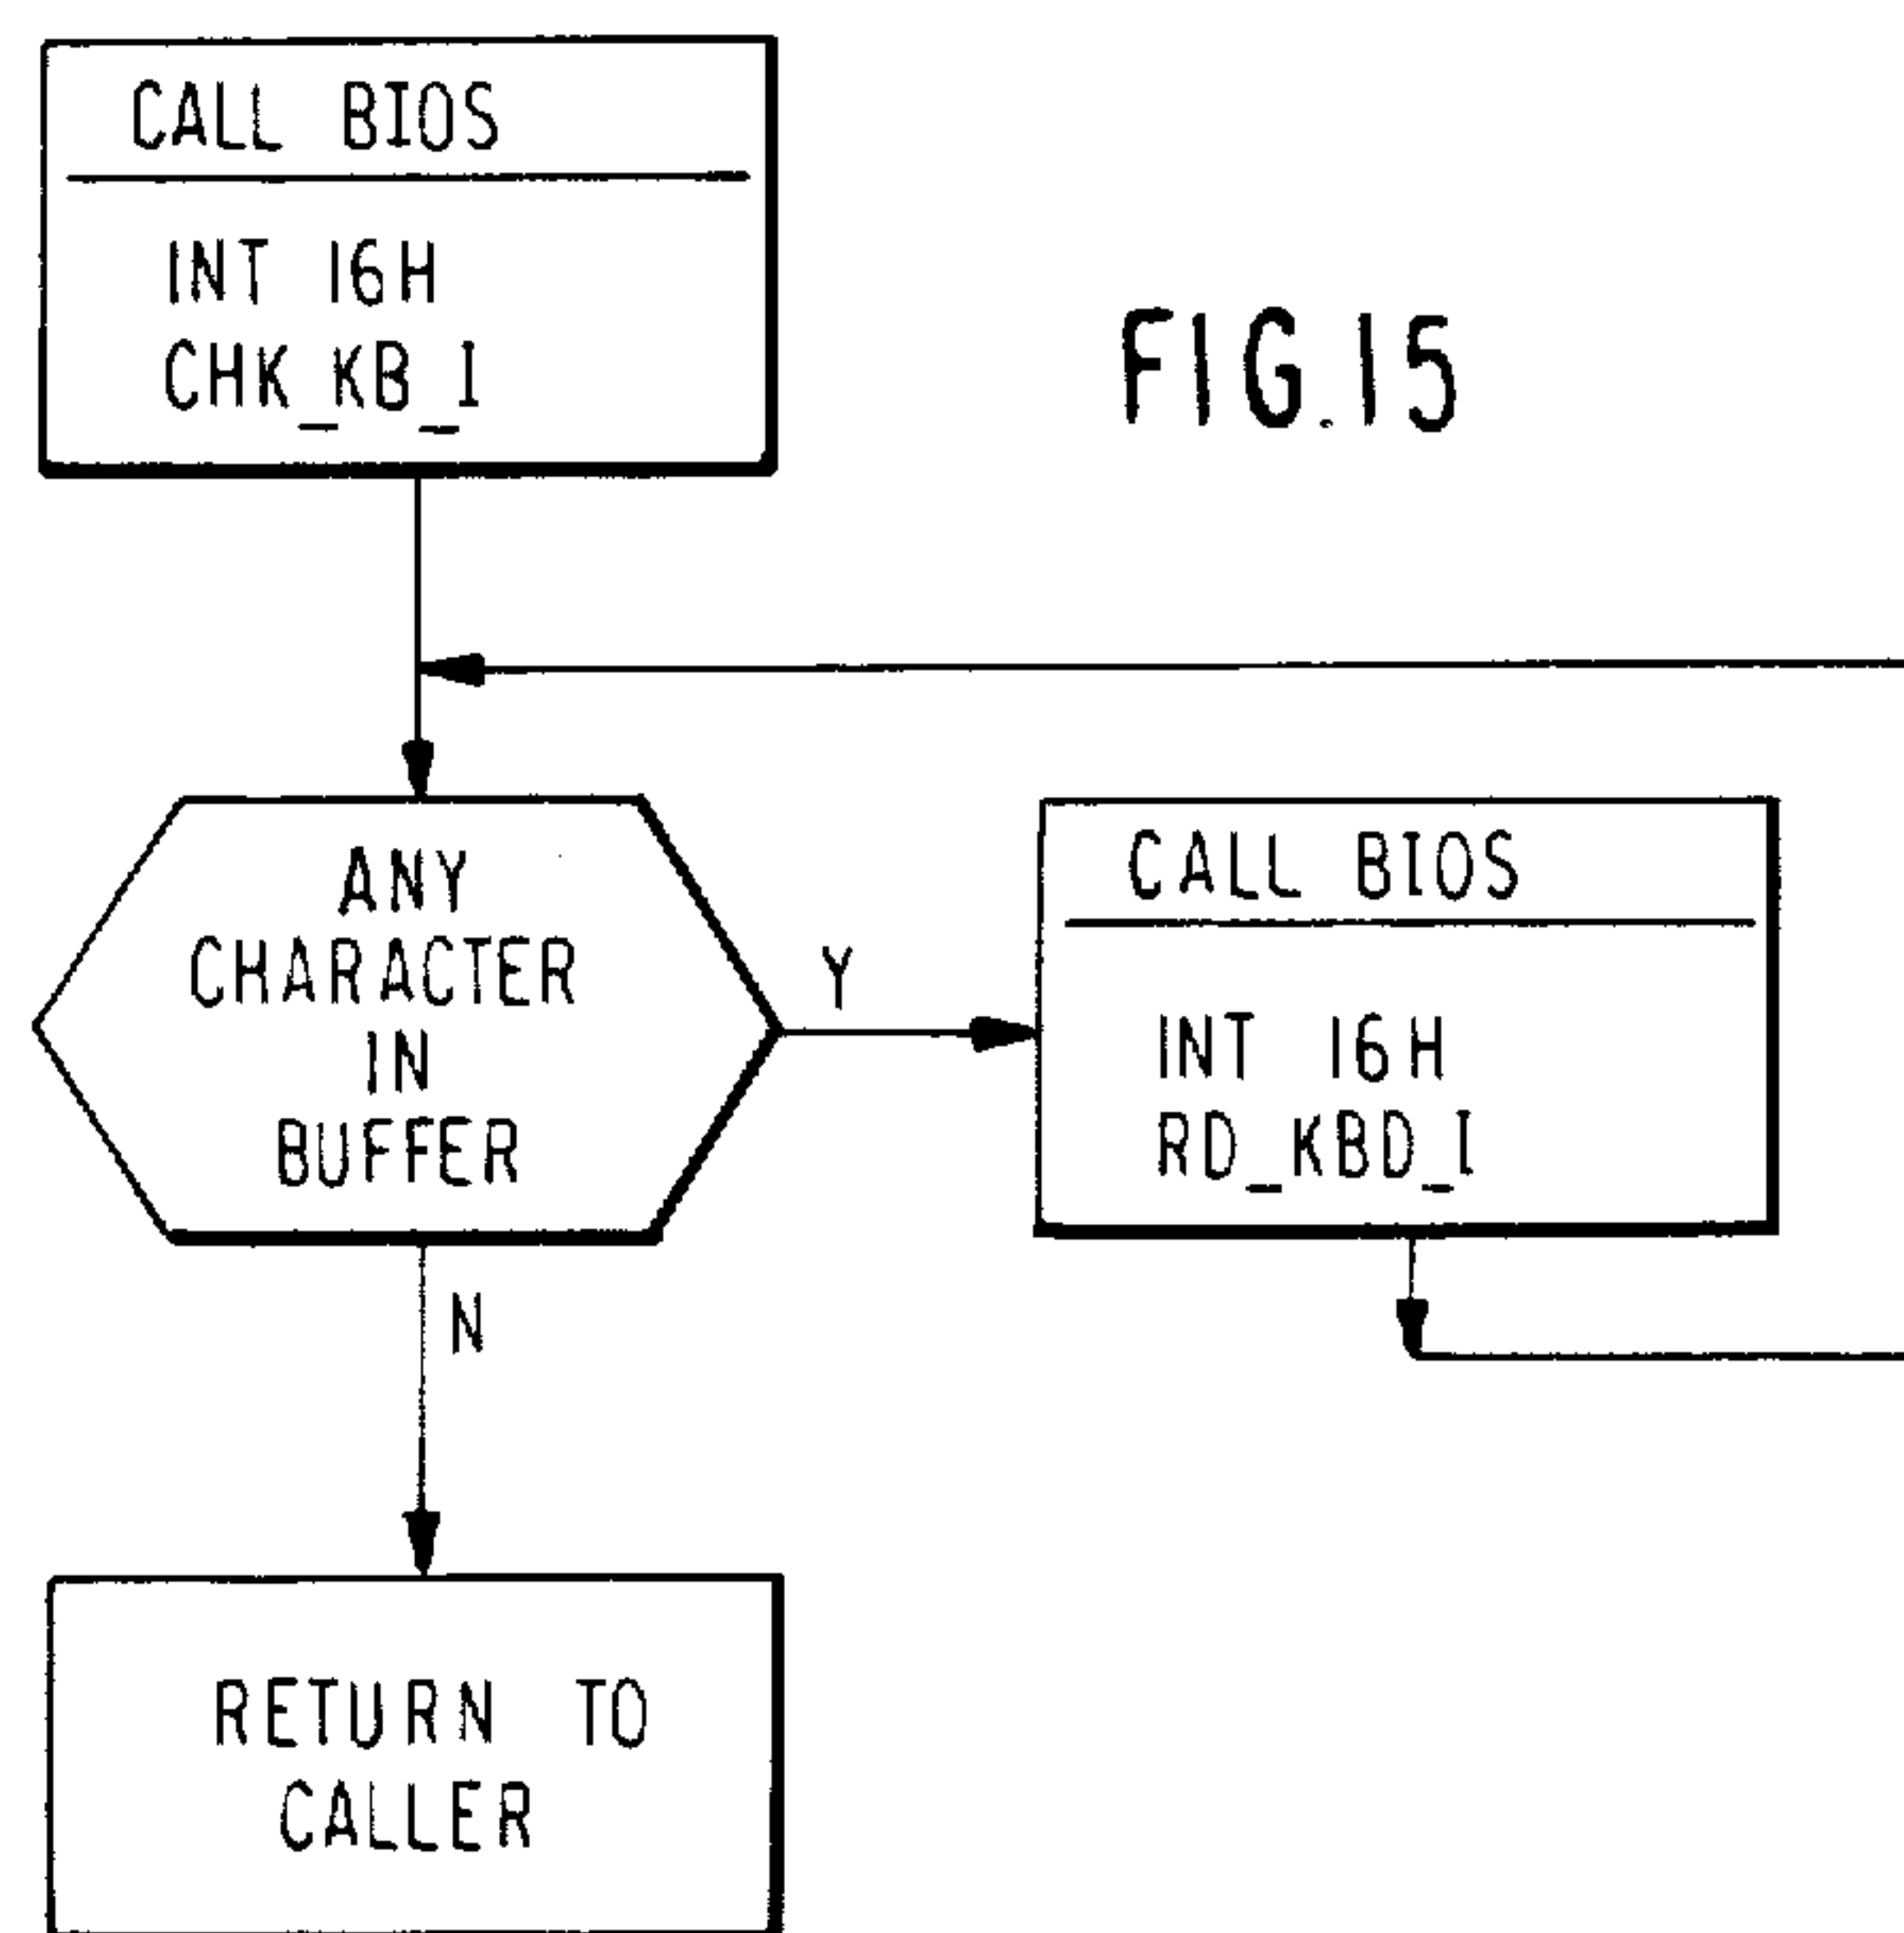 CALL BIOS
INT 16H
CHK_KB_I
FIG.15
ANY
CHARACTER
IN
BUFFER
Y
CALL BIOS
INT 16H
RD_KBD_I
N
RETURN TO
CALLER